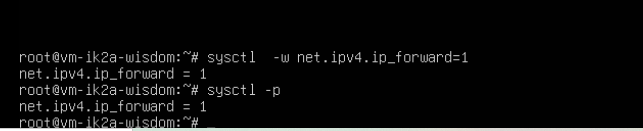 root@vm-ik2a-wisdom:~# sysctl  -w net.ipv4.ip_forward=1
net.ipv4.ip_forward = 1
root@vm-ik2a-wisdom:~# sysctl -p
net.ipv4.ip_forward = 1
root@vm-ik2a-wisdom:~# _